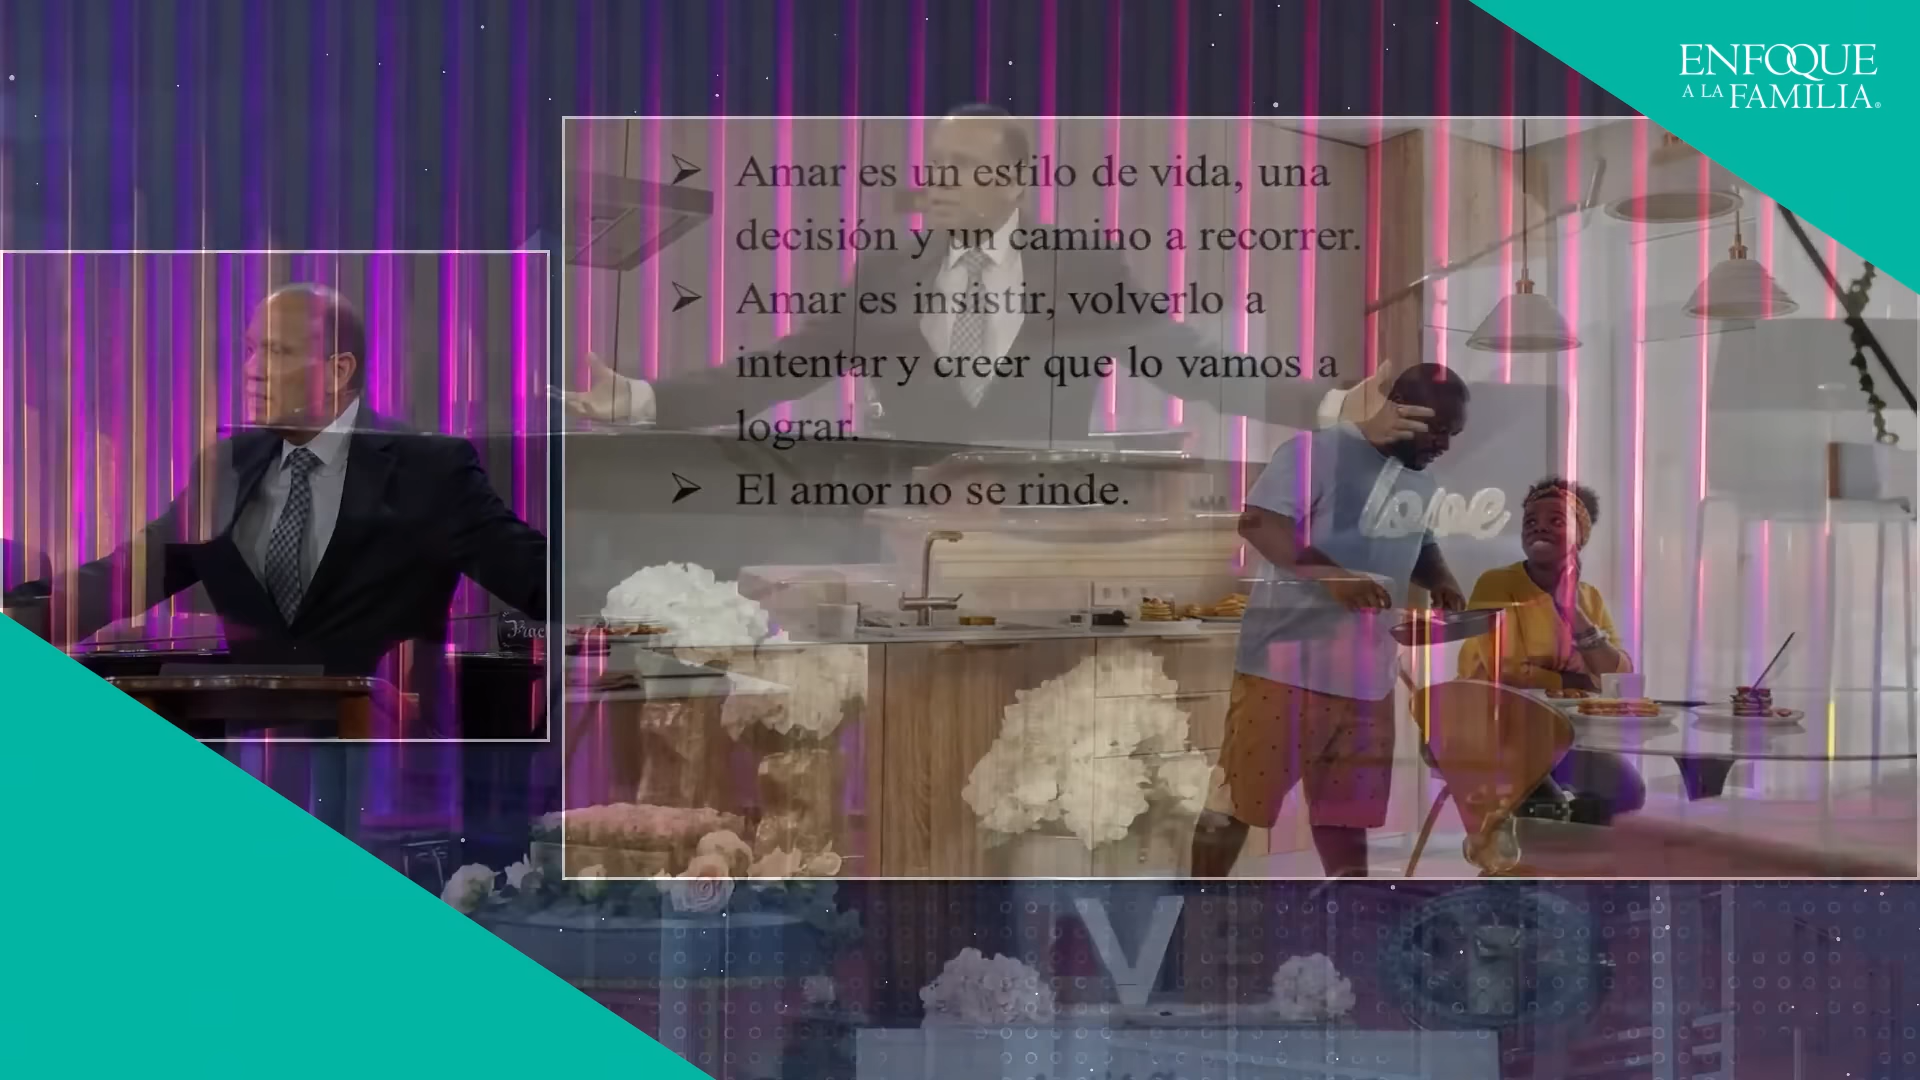 ENFOQUE
A LA FAMILIA®
➢ Amar es un estilo de vida, una
decisión y un camino a recorrer.
➢ Amar es insistir, volverlo a
intentar y creer que lo vamos a
lograr.
➢ El amor no se rinde.
love
V